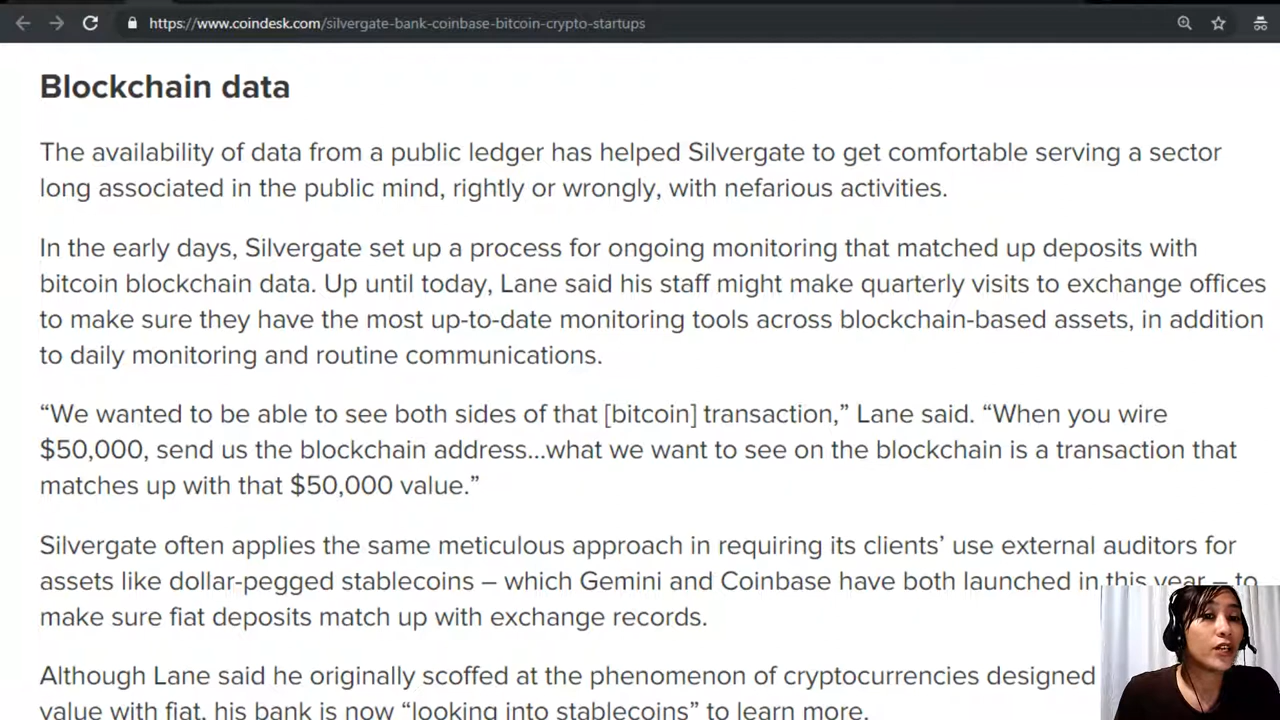 https://www.coindesk.com/silvergate-bank-coinbase-bitcoin-crypto-startups
Blockchain data
The availability of data from a public ledger has helped Silvergate to get comfortable serving a sector
long associated in the public mind, rightly or wrongly, with nefarious activities.
In the early days, Silvergate set up a process for ongoing monitoring that matched up deposits with
bitcoin blockchain data. Up until today, Lane said his staff might make quarterly visits to exchange offices
to make sure they have the most up-to-date monitoring tools across blockchain-based assets, in addition
to daily monitoring and routine communications.
“We wanted to be able to see both sides of that [bitcoin] transaction,” Lane said. “When you wire
$50,000, send us the blockchain address…what we want to see on the blockchain is a transaction that
matches up with that $50,000 value.”
Silvergate often applies the same meticulous approach in requiring its clients’ use external auditors for
assets like dollar-pegged stablecoins – which Gemini and Coinbase have both launched in this year – to
make sure fiat deposits match up with exchange records.
Although Lane said he originally scoffed at the phenomenon of cryptocurrencies designed
value with fiat, his bank is now “looking into stablecoins” to learn more.